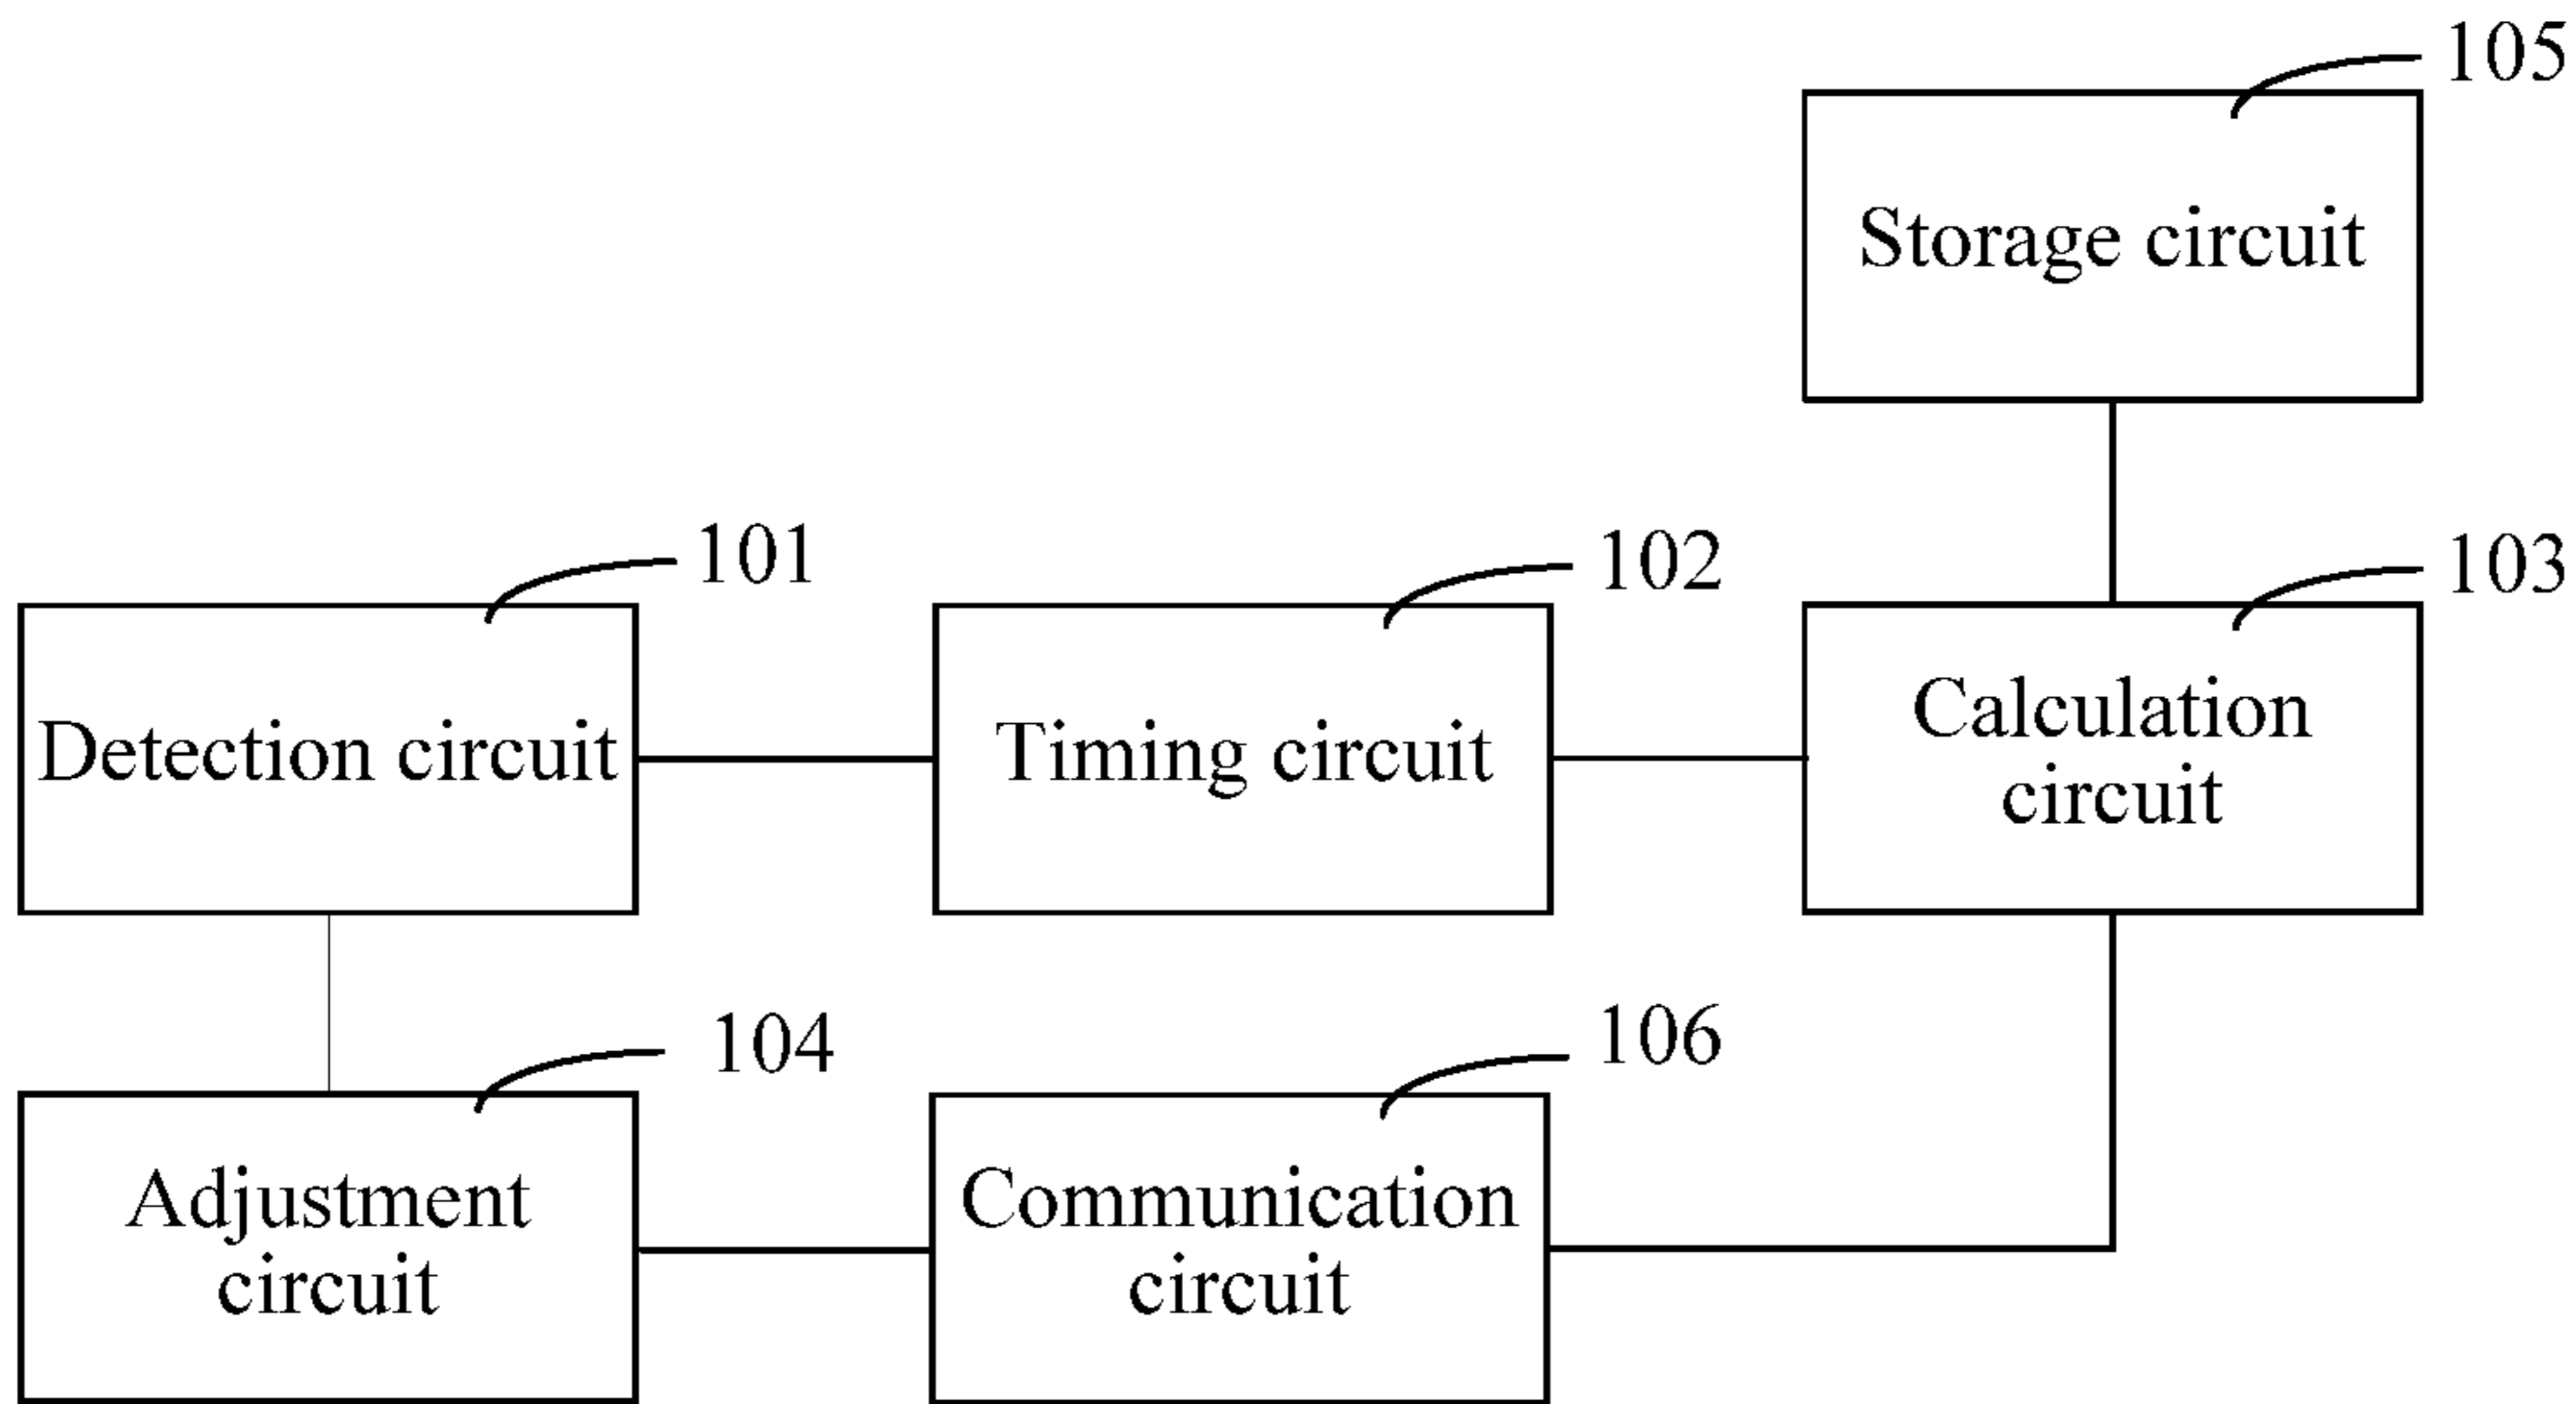 105
Storage circuit
101
102
103
Detection circuit
Timing circuit
Calculation
circuit
104
106
Adjustment
circuit
Communication
circuit